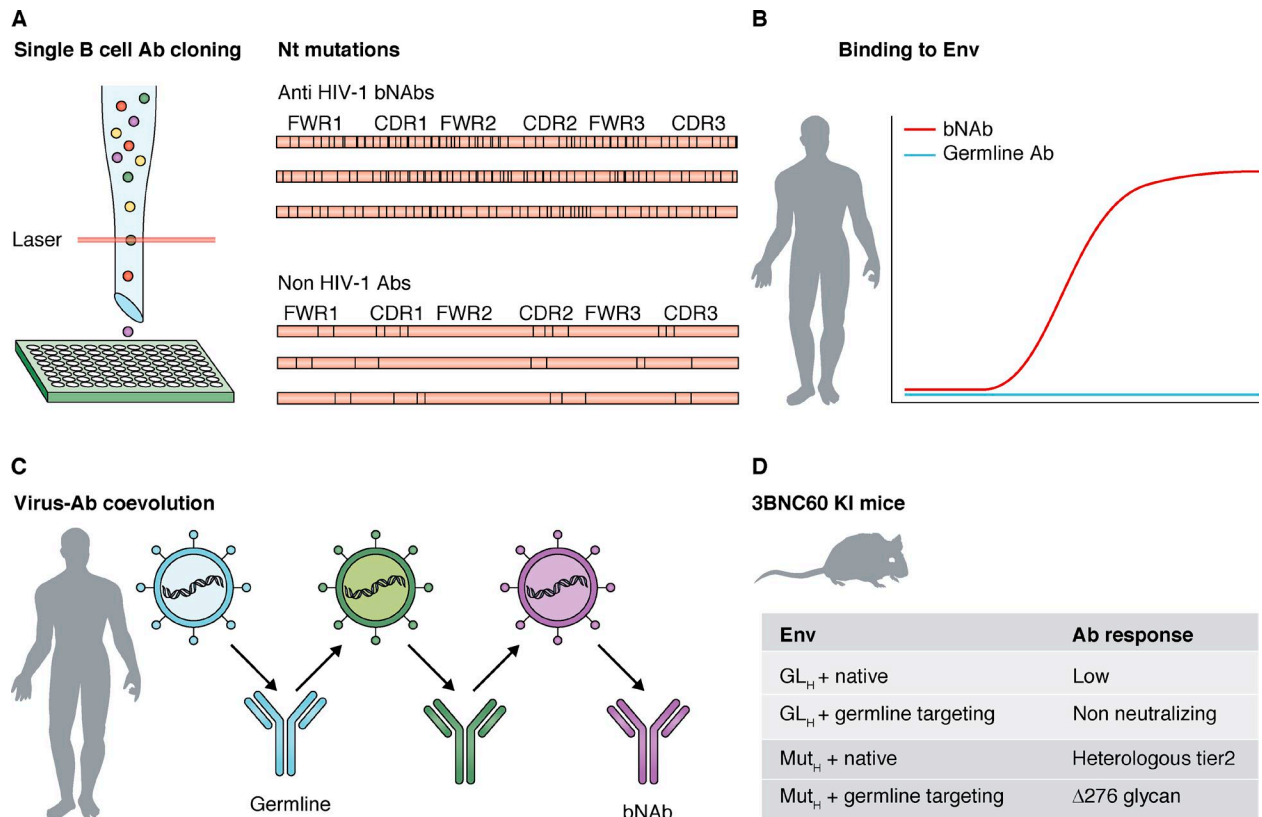 A
Single B cell Ab cloning
Nt mutations
Anti HIV-1 bNAbs
FWR1 CDR1 FWR2 CDR2 FWR3 CDR3
Laser
Non HIV-1 Abs
FWR1 CDR1 FWR2 CDR2 FWR3 CDR3
B
Binding to Env
bNAb
Germline Ab
C
Virus-Ab coevolution
Germline
bNAb
D
3BNC60 KI mice
Env Ab response
GLH + native Low
GLH + germline targeting Non neutralizing
MutH + native Heterologous tier2
MutH + germline targeting Δ276 glycan